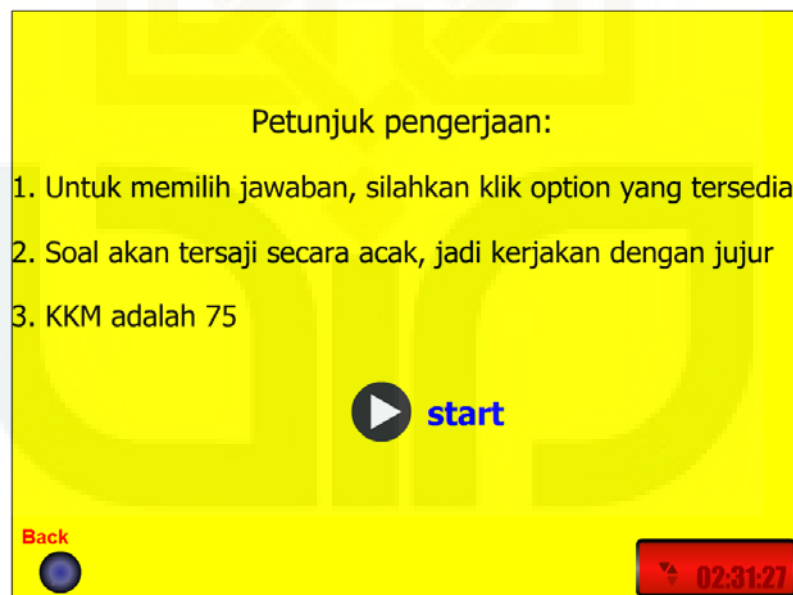 Petunjuk pengerjaan:
1. Untuk memilih jawaban, silahkan klik option yang tersedia
2. Soal akan tersaji secara acak, jadi kerjakan dengan jujur
3. KKM adalah 75
start
Back
02:31:27